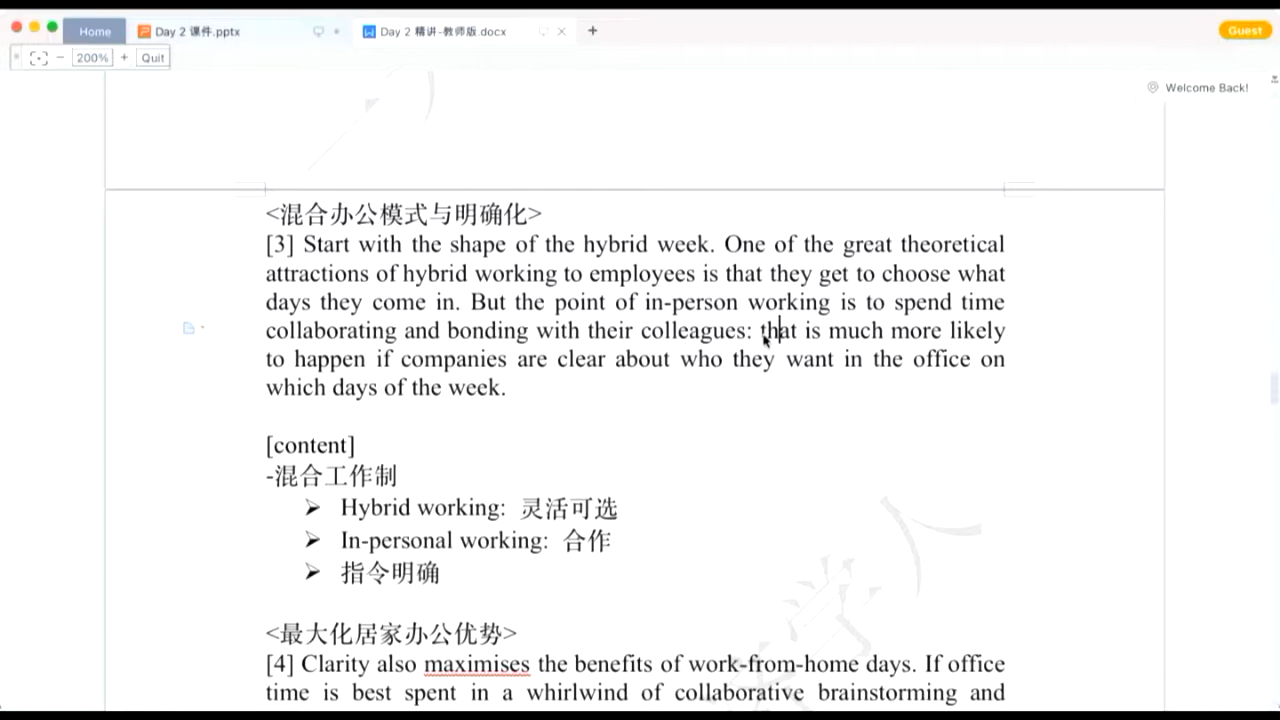 Home
Day 2 课件.pptx
Day 2 精讲-教师版.docx
Guest
200%
Quit
Welcome Back!
<混合办公模式与明确化>
[3] Start with the shape of the hybrid week. One of the great theoretical
attractions of hybrid working to employees is that they get to choose what
days they come in. But the point of in-person working is to spend time
collaborating and bonding with their colleagues: that is much more likely
to happen if companies are clear about who they want in the office on
which days of the week.
[content]
-混合工作制
➢ Hybrid working: 灵活可选
➢ In-personal working: 合作
➢ 指令明确
<最大化居家办公优势>
[4] Clarity also maximises the benefits of work-from-home days. If office
time is best spent in a whirlwind of collaborative brainstorming and